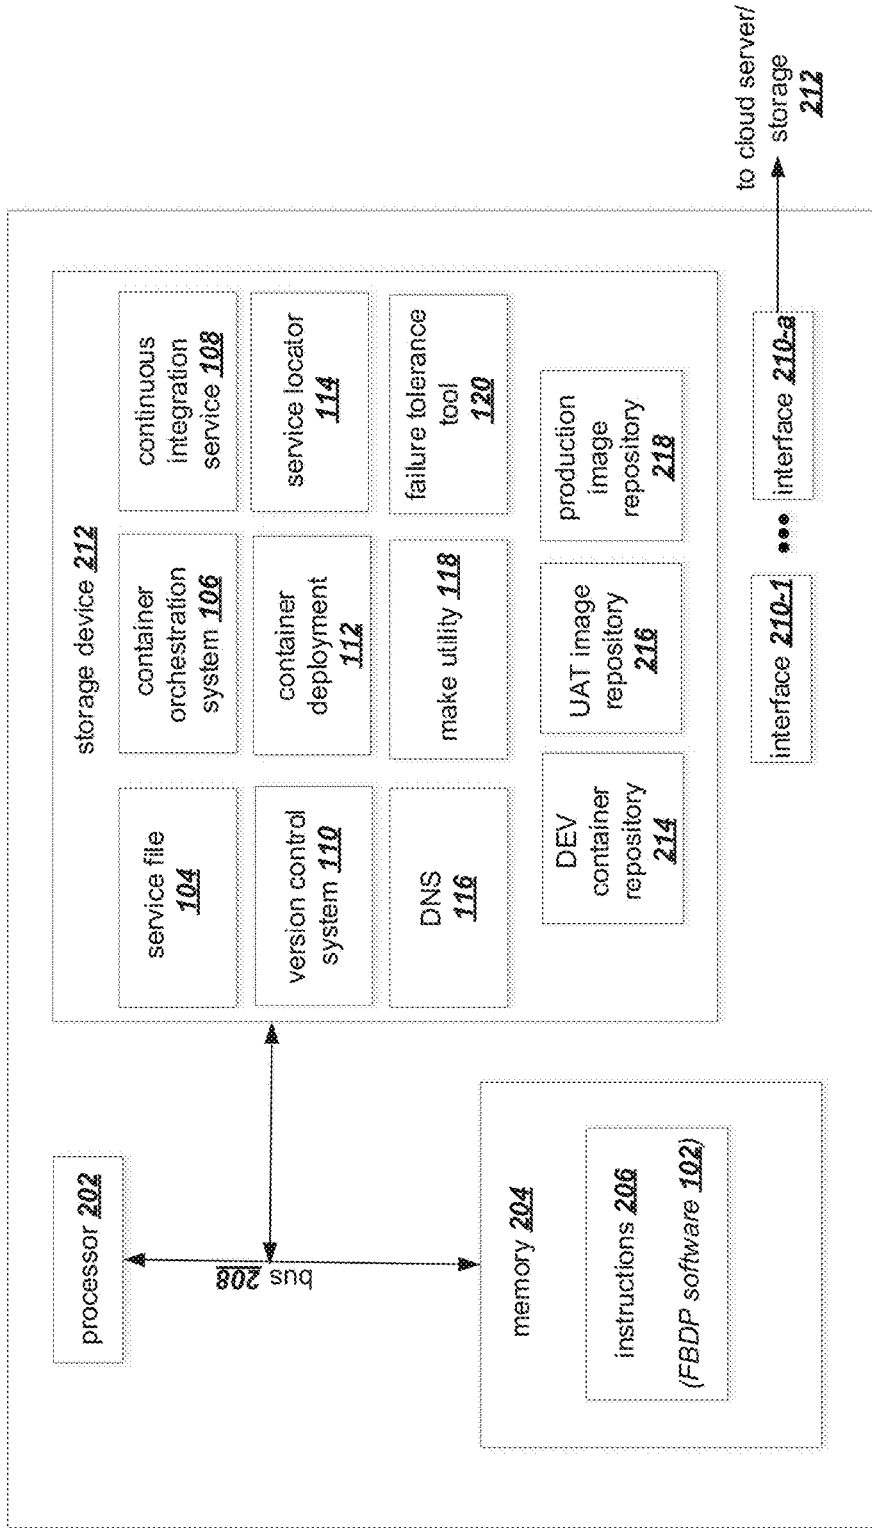 processor 202
bus 208
memory 204
instructions 206
(FBDP software 102)
storage device 212
service file
104
container
orchestration
system 106
continuous
integration
service 108
version control
system 110
container
deployment
112
service locator
114
DNS
116
make utility 118
failure tolerance
tool
120
DEV
container
repository
214
UAT image
repository
216
production
image
repository
218
interface 210-1
interface 210-a
to cloud server/
storage
212